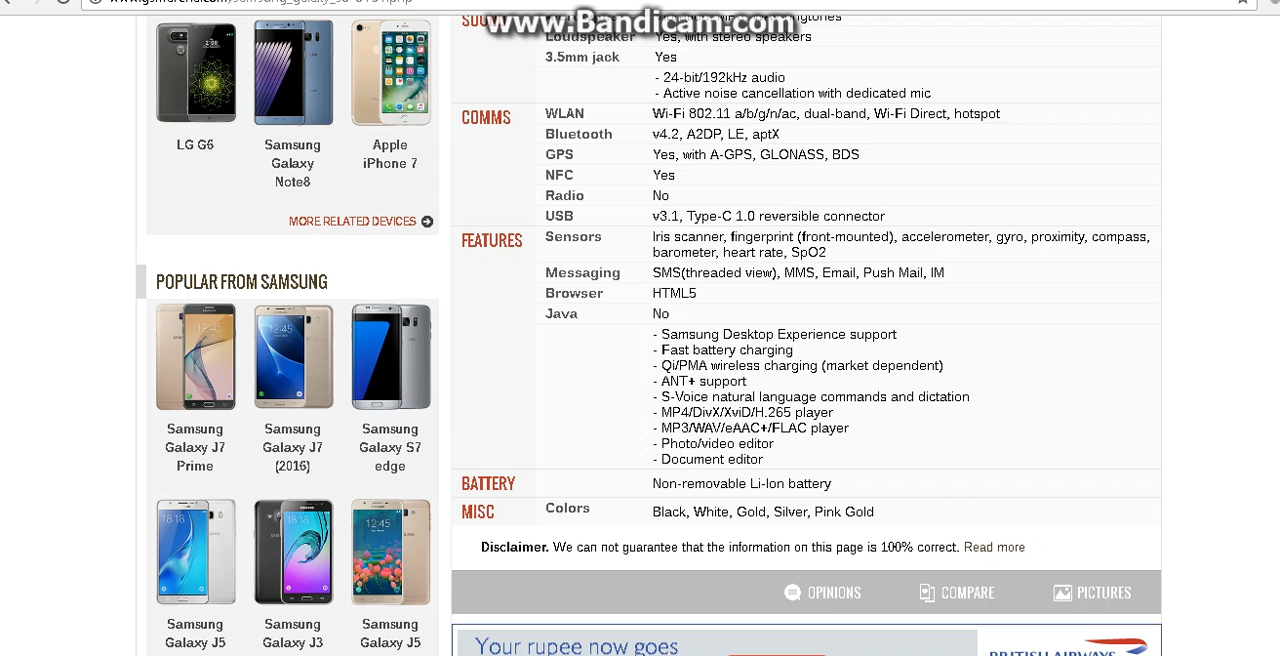 www.Bandicam.com
Loudspeaker Yes, with stereo speakers
3.5mm jack Yes
- 24-bit/192kHz audio
- Active noise cancellation with dedicated mic
COMMS WLAN Wi-Fi 802.11 a/b/g/n/ac, dual-band, Wi-Fi Direct, hotspot
Bluetooth v4.2, A2DP, LE, aptX
GPS Yes, with A-GPS, GLONASS, BDS
NFC Yes
Radio No
USB v3.1, Type-C 1.0 reversible connector
FEATURES Sensors Iris scanner, fingerprint (front-mounted), accelerometer, gyro, proximity, compass,
barometer, heart rate, SpO2
Messaging SMS(threaded view), MMS, Email, Push Mail, IM
Browser HTML5
Java No
- Samsung Desktop Experience support
- Fast battery charging
- Qi/PMA wireless charging (market dependent)
- ANT+ support
- S-Voice natural language commands and dictation
- MP4/DivX/XviD/H.265 player
- MP3/WAV/eAAC+/FLAC player
- Photo/video editor
- Document editor
BATTERY Non-removable Li-Ion battery
MISC Colors Black, White, Gold, Silver, Pink Gold
Disclaimer. We can not guarantee that the information on this page is 100% correct. Read more
OPINIONS COMPARE PICTURES
Your rupee now goes
BRITISH AIRWAYS
LG G6
Samsung
Galaxy
Note8
Apple
iPhone 7
MORE RELATED DEVICES
POPULAR FROM SAMSUNG
Samsung
Galaxy J7
Prime
Samsung
Galaxy J7
(2016)
Samsung
Galaxy S7
edge
Samsung
Galaxy J5
Samsung
Galaxy J3
Samsung
Galaxy J5